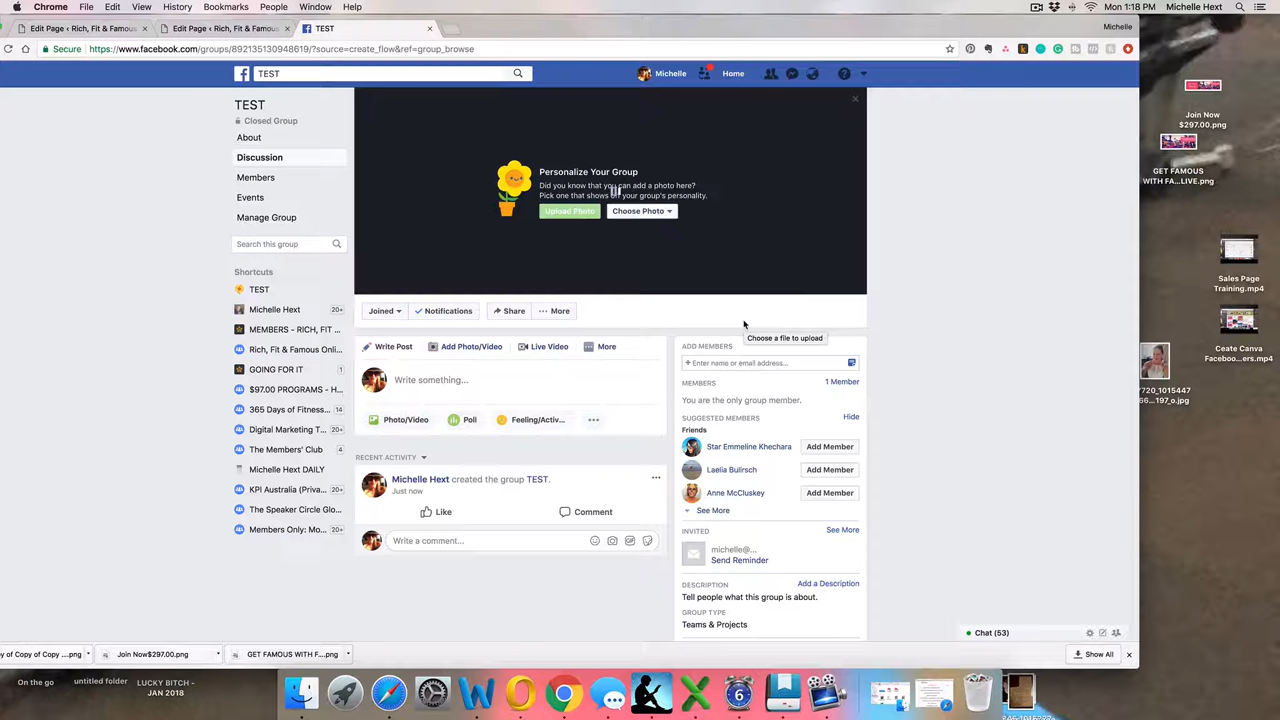 Chrome File Edit View History Bookmarks People Window Help
Mon 1:18 PM Michelle Hext
Edit Page ‹ Rich, Fit & Famous
Edit Page ‹ Rich, Fit & Famous
TEST
Michelle
Secure https://www.facebook.com/groups/892135130948619/?source=create_flow&ref=group_browse
TEST
Michelle
Home
TEST
Closed Group
About
Discussion
Members
Events
Manage Group
Search this group
Shortcuts
TEST
Michelle Hext 20+
MEMBERS - RICH, FIT ...
Rich, Fit & Famous Onli...
GOING FOR IT 1
$97.00 PROGRAMS - H...
365 Days of Fitness... 14
Digital Marketing T... 20+
The Members' Club 4
Michelle Hext DAILY
KPI Australia (Priva... 20+
The Speaker Circle Glo...
Members Only: Mo... 20+
Personalize Your Group
Did you know that you can add a photo here?
Pick one that shows off your group's personality.
Upload Photo
Choose Photo
Joined
Notifications
Share
More
Choose a file to upload
Write Post
Add Photo/Video
Live Video
More
Write something...
Photo/Video
Poll
Feeling/Activ...
RECENT ACTIVITY
Michelle Hext created the group TEST.
Just now
Like
Comment
Write a comment...
ADD MEMBERS
+ Enter name or email address...
MEMBERS
1 Member
You are the only group member.
SUGGESTED MEMBERS
Hide
Friends
Star Emmeline Khechara
Add Member
Laelia Bulirsch
Add Member
Anne McCluskey
Add Member
See More
INVITED
See More
michelle@...
Send Reminder
DESCRIPTION
Add a Description
Tell people what this group is about.
GROUP TYPE
Teams & Projects
Chat (53)
y of Copy of Copy ....png
Join Now$297.00.png
GET FAMOUS WITH F....png
Show All
Join Now
$297.00.png
GET FAMOUS
WITH FA...LIVE.png
Sales Page
Training.mp4
Ceate Canva
Faceboo...ers.mp4
7720_1015447
66..._197_o.jpg
On the go
untitled folder
LUCKY BITCH -
JAN 2018
6